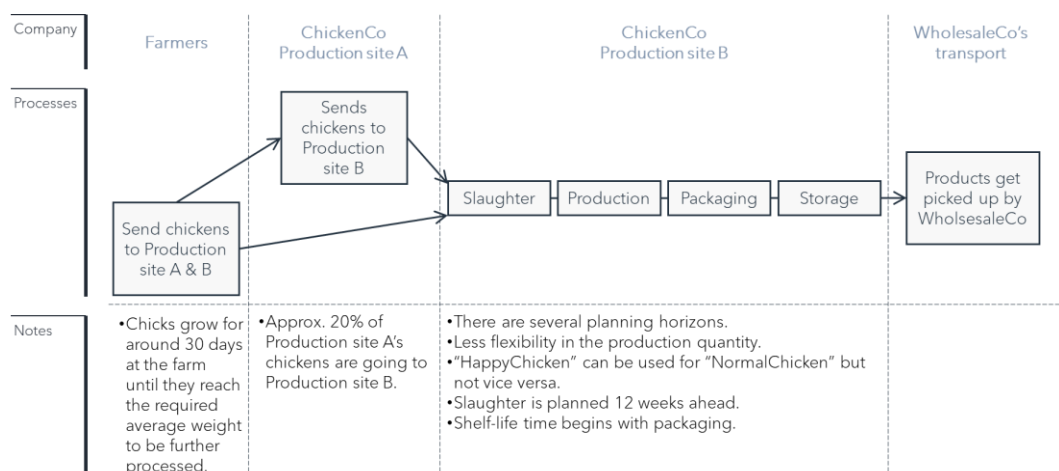 Company
Farmers
ChickenCo
Production site A
ChickenCo
Production site B
WholesaleCo's
transport
Processes
Sends
chickens to
Production
site B
Send chickens
to Production
site A & B
Slaughter
Production
Packaging
Storage
Products get
picked up by
WholsesaleCo
Notes
•Chicks grow for
around 30 days
at the farm
until they reach
the required
average weight
to be further
processed.
•Approx. 20% of
Production site A's
chickens are going to
Production site B.
•There are several planning horizons.
•Less flexibility in the production quantity.
•"HappyChicken" can be used for "NormalChicken" but
not vice versa.
•Slaughter is planned 12 weeks ahead.
•Shelf-life time begins with packaging.